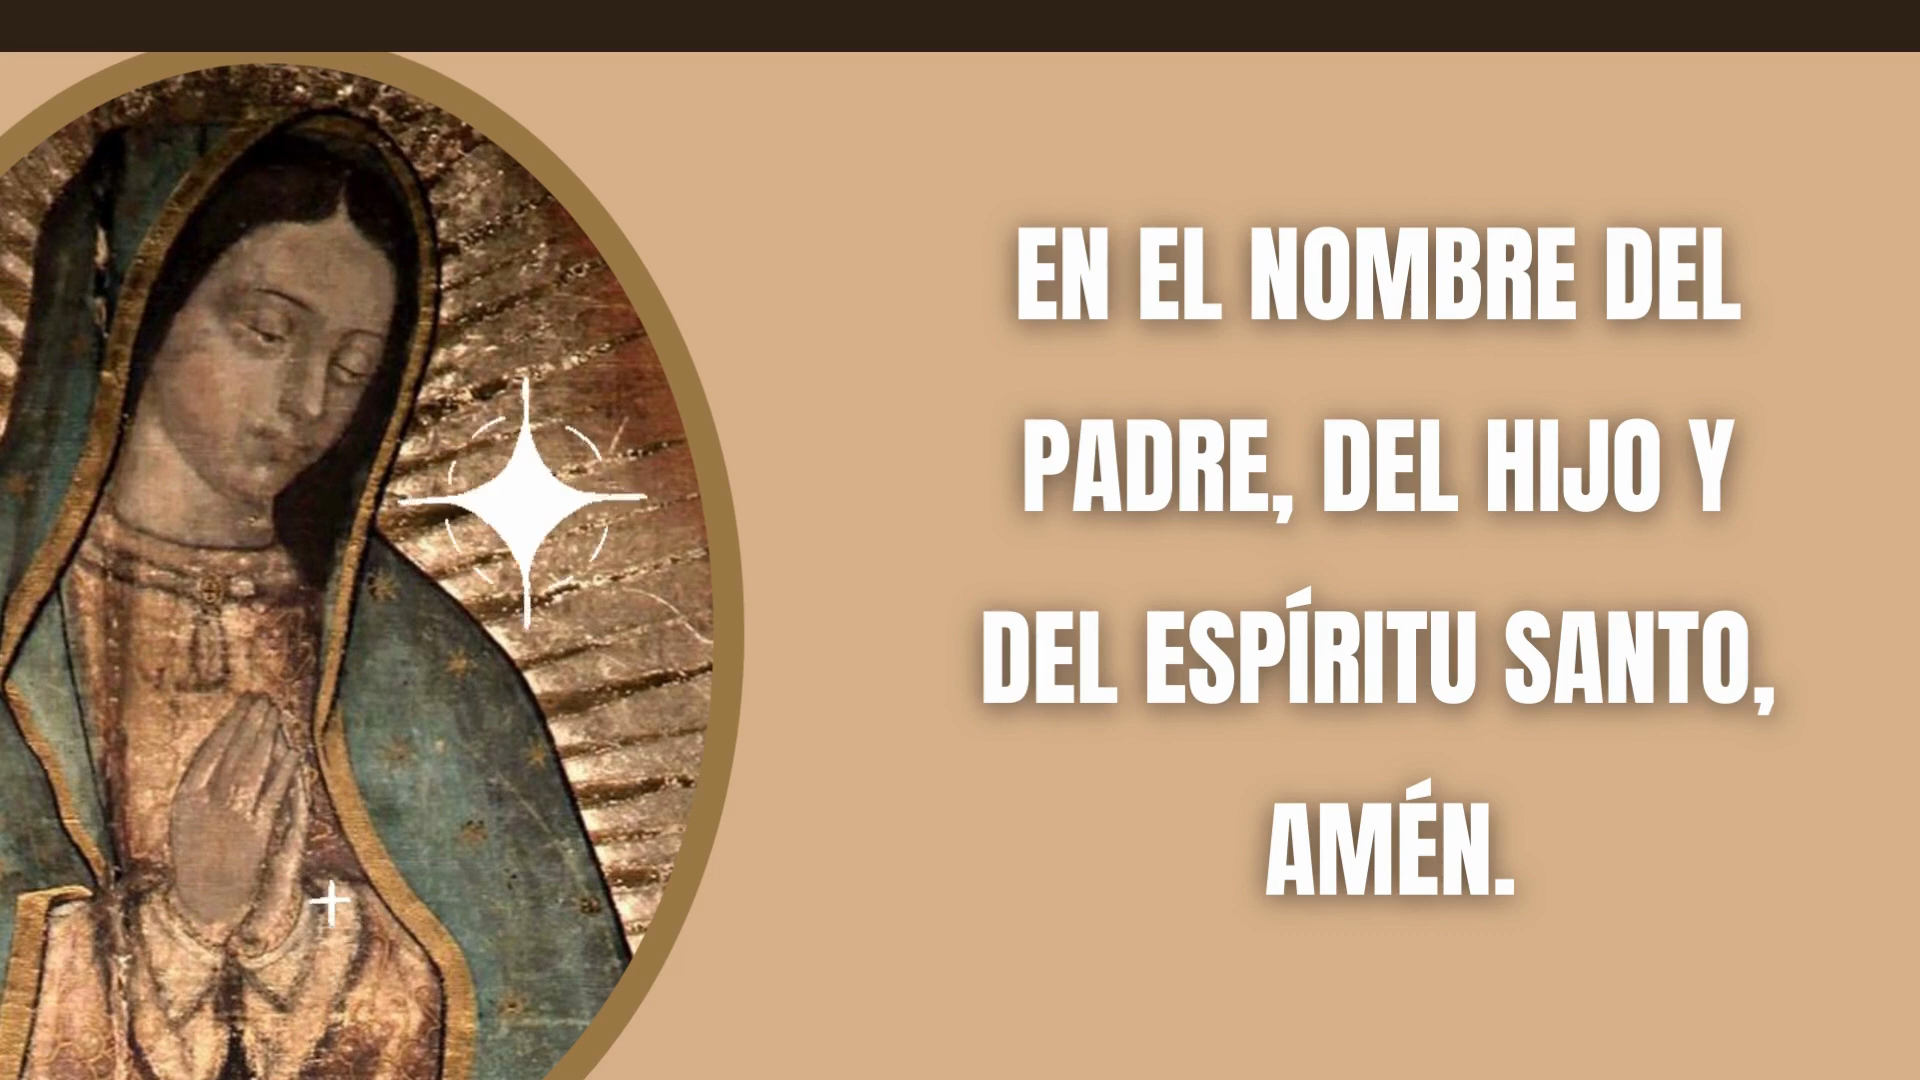 EN EL NOMBRE DEL
PADRE, DEL HIJO Y
DEL ESPÍRITU SANTO,
AMÉN.